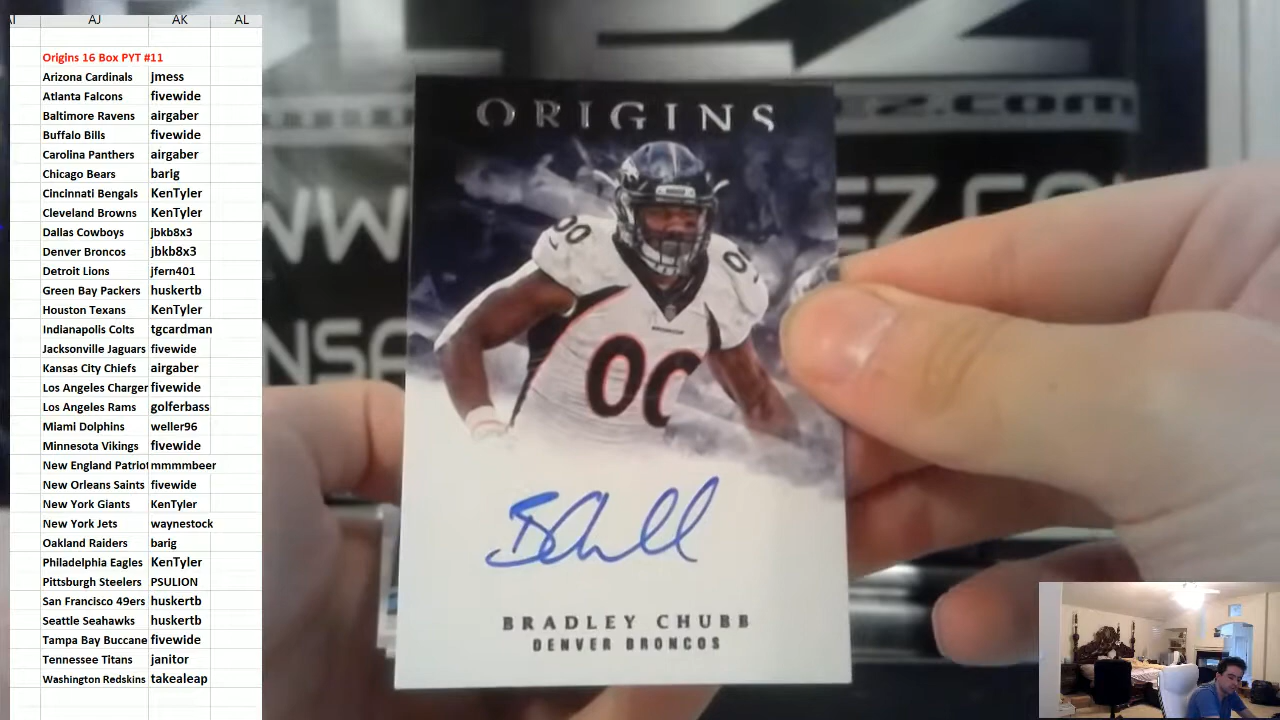 AJ AK AL
Origins 16 Box PYT #11
Arizona Cardinals jmess
Atlanta Falcons fivewide
Baltimore Ravens airgaber
Buffalo Bills fivewide
Carolina Panthers airgaber
Chicago Bears barig
Cincinnati Bengals KenTyler
Cleveland Browns KenTyler
Dallas Cowboys jbkb8x3
Denver Broncos jbkb8x3
Detroit Lions jfern401
Green Bay Packers huskertb
Houston Texans KenTyler
Indianapolis Colts tgcardman
Jacksonville Jaguars fivewide
Kansas City Chiefs airgaber
Los Angeles Charger fivewide
Los Angeles Rams golferbass
Miami Dolphins weller96
Minnesota Vikings fivewide
New England Patriot mmmmbeer
New Orleans Saints fivewide
New York Giants KenTyler
New York Jets waynestock
Oakland Raiders barig
Philadelphia Eagles KenTyler
Pittsburgh Steelers PSULION
San Francisco 49ers huskertb
Seattle Seahawks huskertb
Tampa Bay Buccane fivewide
Tennessee Titans janitor
Washington Redskins takealeap
ORIGINS
00 00
00
BRADLEY CHUBB
DENVER BRONCOS